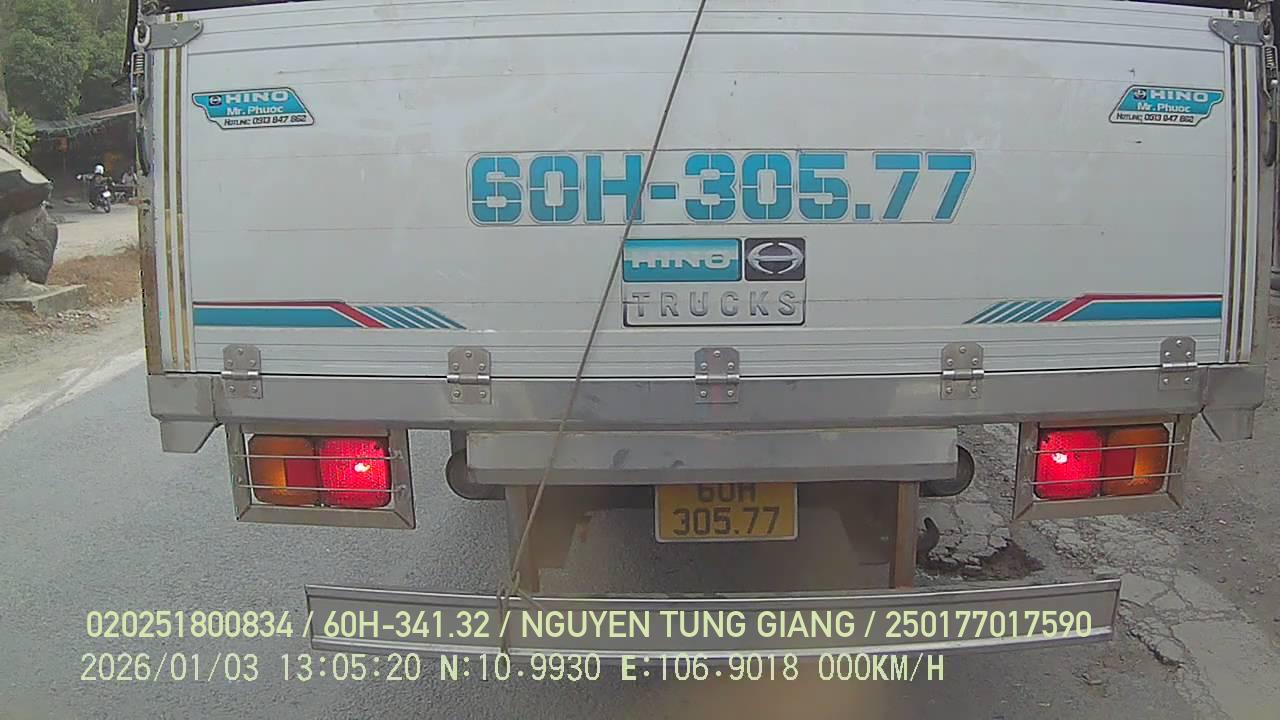 HINO
Mr. Phước
HOTLINE: 0913 847 862
HINO
Mr. Phước
HOTLINE: 0913 847 862
60H-305.77
HINO
TRUCKS
60H
305.77
020251800834 / 60H-341.32 / NGUYEN TUNG GIANG / 250177017590
2026/01/03 13:05:20 N:10.9930 E:106.9018 000KM/H